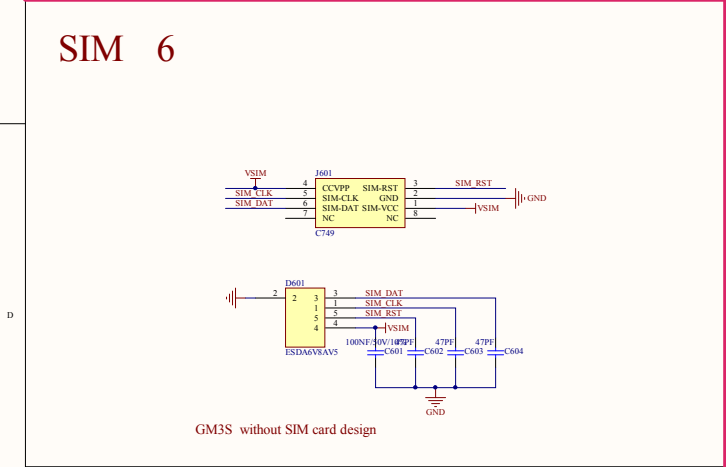 SIM 6
VSIM
J601
4 CCVPP SIM-RST 3 SIM_RST
SIM_CLK 5 SIM-CLK GND 2 GND
SIM_DAT 6 SIM-DAT SIM-VCC 1 VSIM
7 NC NC 8
C749
D601
2 2 3 3 SIM_DAT
1 1 SIM_CLK
5 5 SIM_RST
4 4 VSIM
100NF/50V/10% 47PF 47PF 47PF
ESDA6V8AV5 C601 C602 C603 C604
D
GND
GM3S without SIM card design